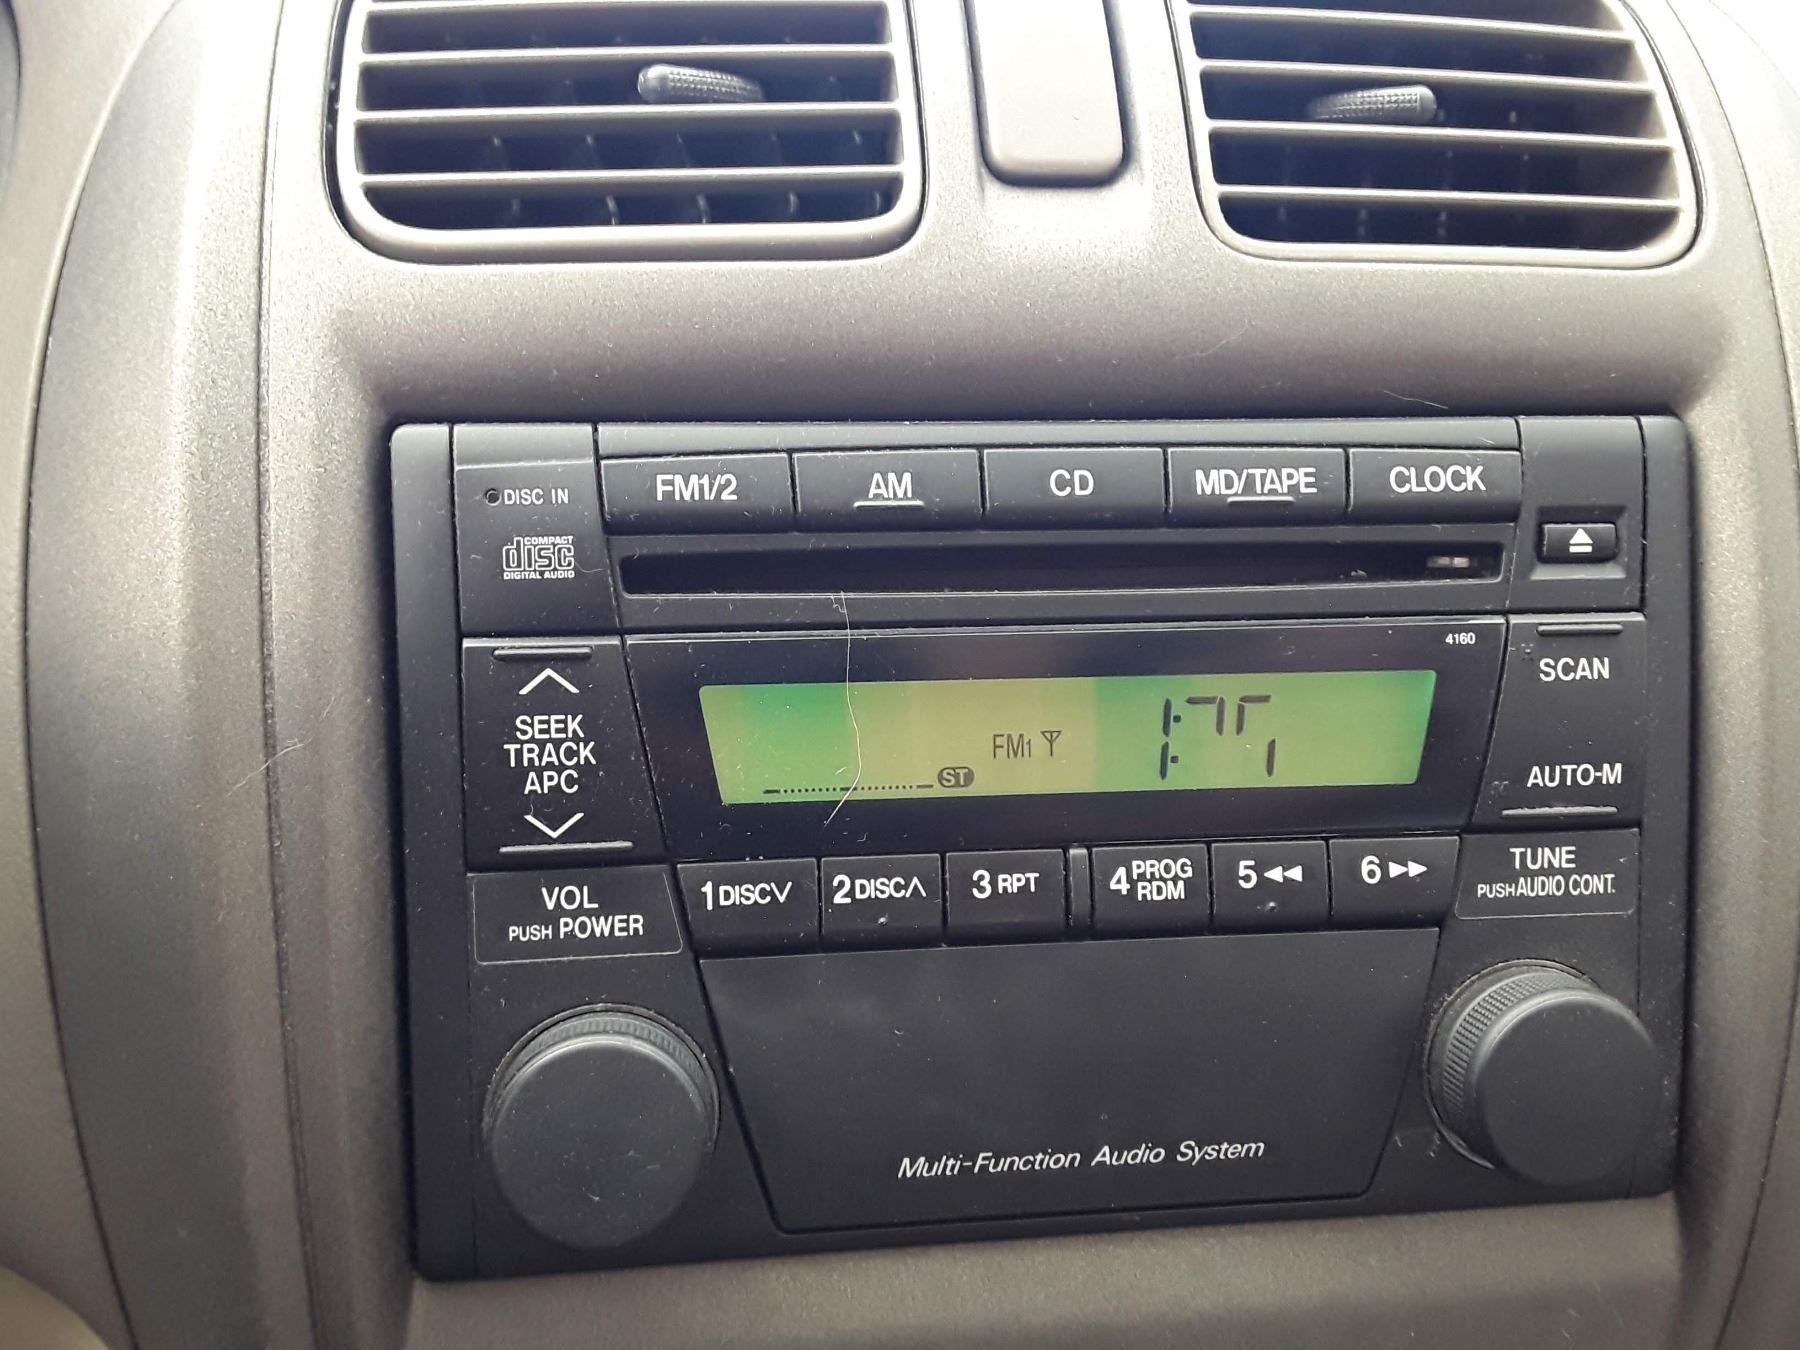 FM1/2 AM CD MD/TAPE CLOCK
DISC IN
COMPACT
disc
DIGITAL AUDIO
4160
SEEK
TRACK
APC
FM1
ST
SCAN
AUTO-M
VOL
PUSH POWER
1 DISC 2 DISC 3 RPT 4 PROG RDM 5 6
TUNE
PUSH AUDIO CONT.
Multi-Function Audio System